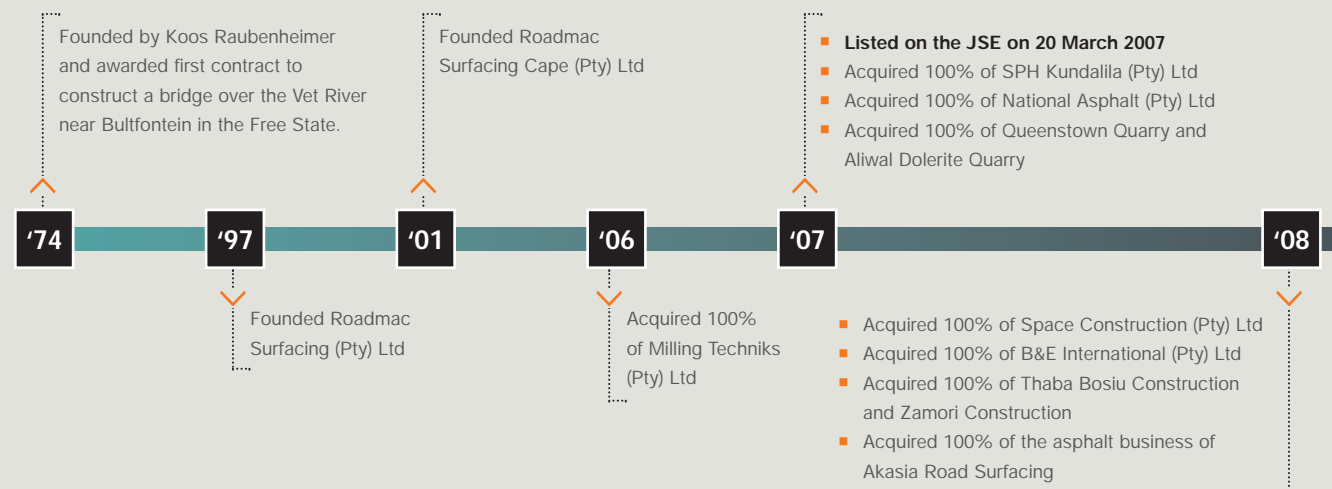 Founded by Koos Raubenheimer
and awarded first contract to
construct a bridge over the Vet River
near Bultfontein in the Free State.
Founded Roadmac
Surfacing Cape (Pty) Ltd
Listed on the JSE on 20 March 2007
Acquired 100% of SPH Kundalila (Pty) Ltd
Acquired 100% of National Asphalt (Pty) Ltd
Acquired 100% of Queenstown Quarry and
Aliwal Dolerite Quarry
‘74 ‘97 ‘01 ‘06 ‘07 ‘08
Founded Roadmac
Surfacing (Pty) Ltd
Acquired 100%
of Milling Techniks
(Pty) Ltd
Acquired 100% of Space Construction (Pty) Ltd
Acquired 100% of B&E International (Pty) Ltd
Acquired 100% of Thaba Bosiu Construction
and Zamori Construction
Acquired 100% of the asphalt business of
Akasia Road Surfacing